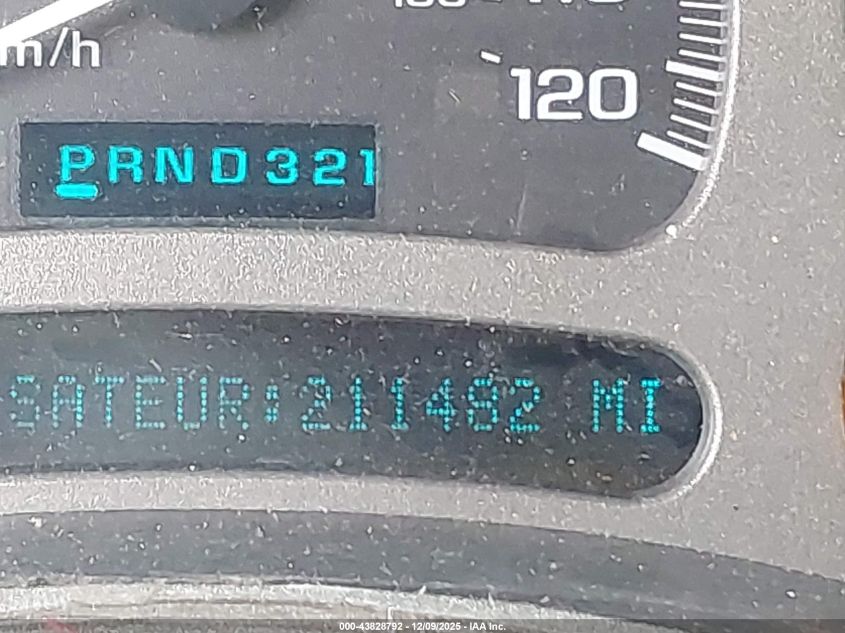 m/h
120
PRND321
SATEUR: 211482 MI
000-43828792 - 12/09/2025 - IAA Inc.